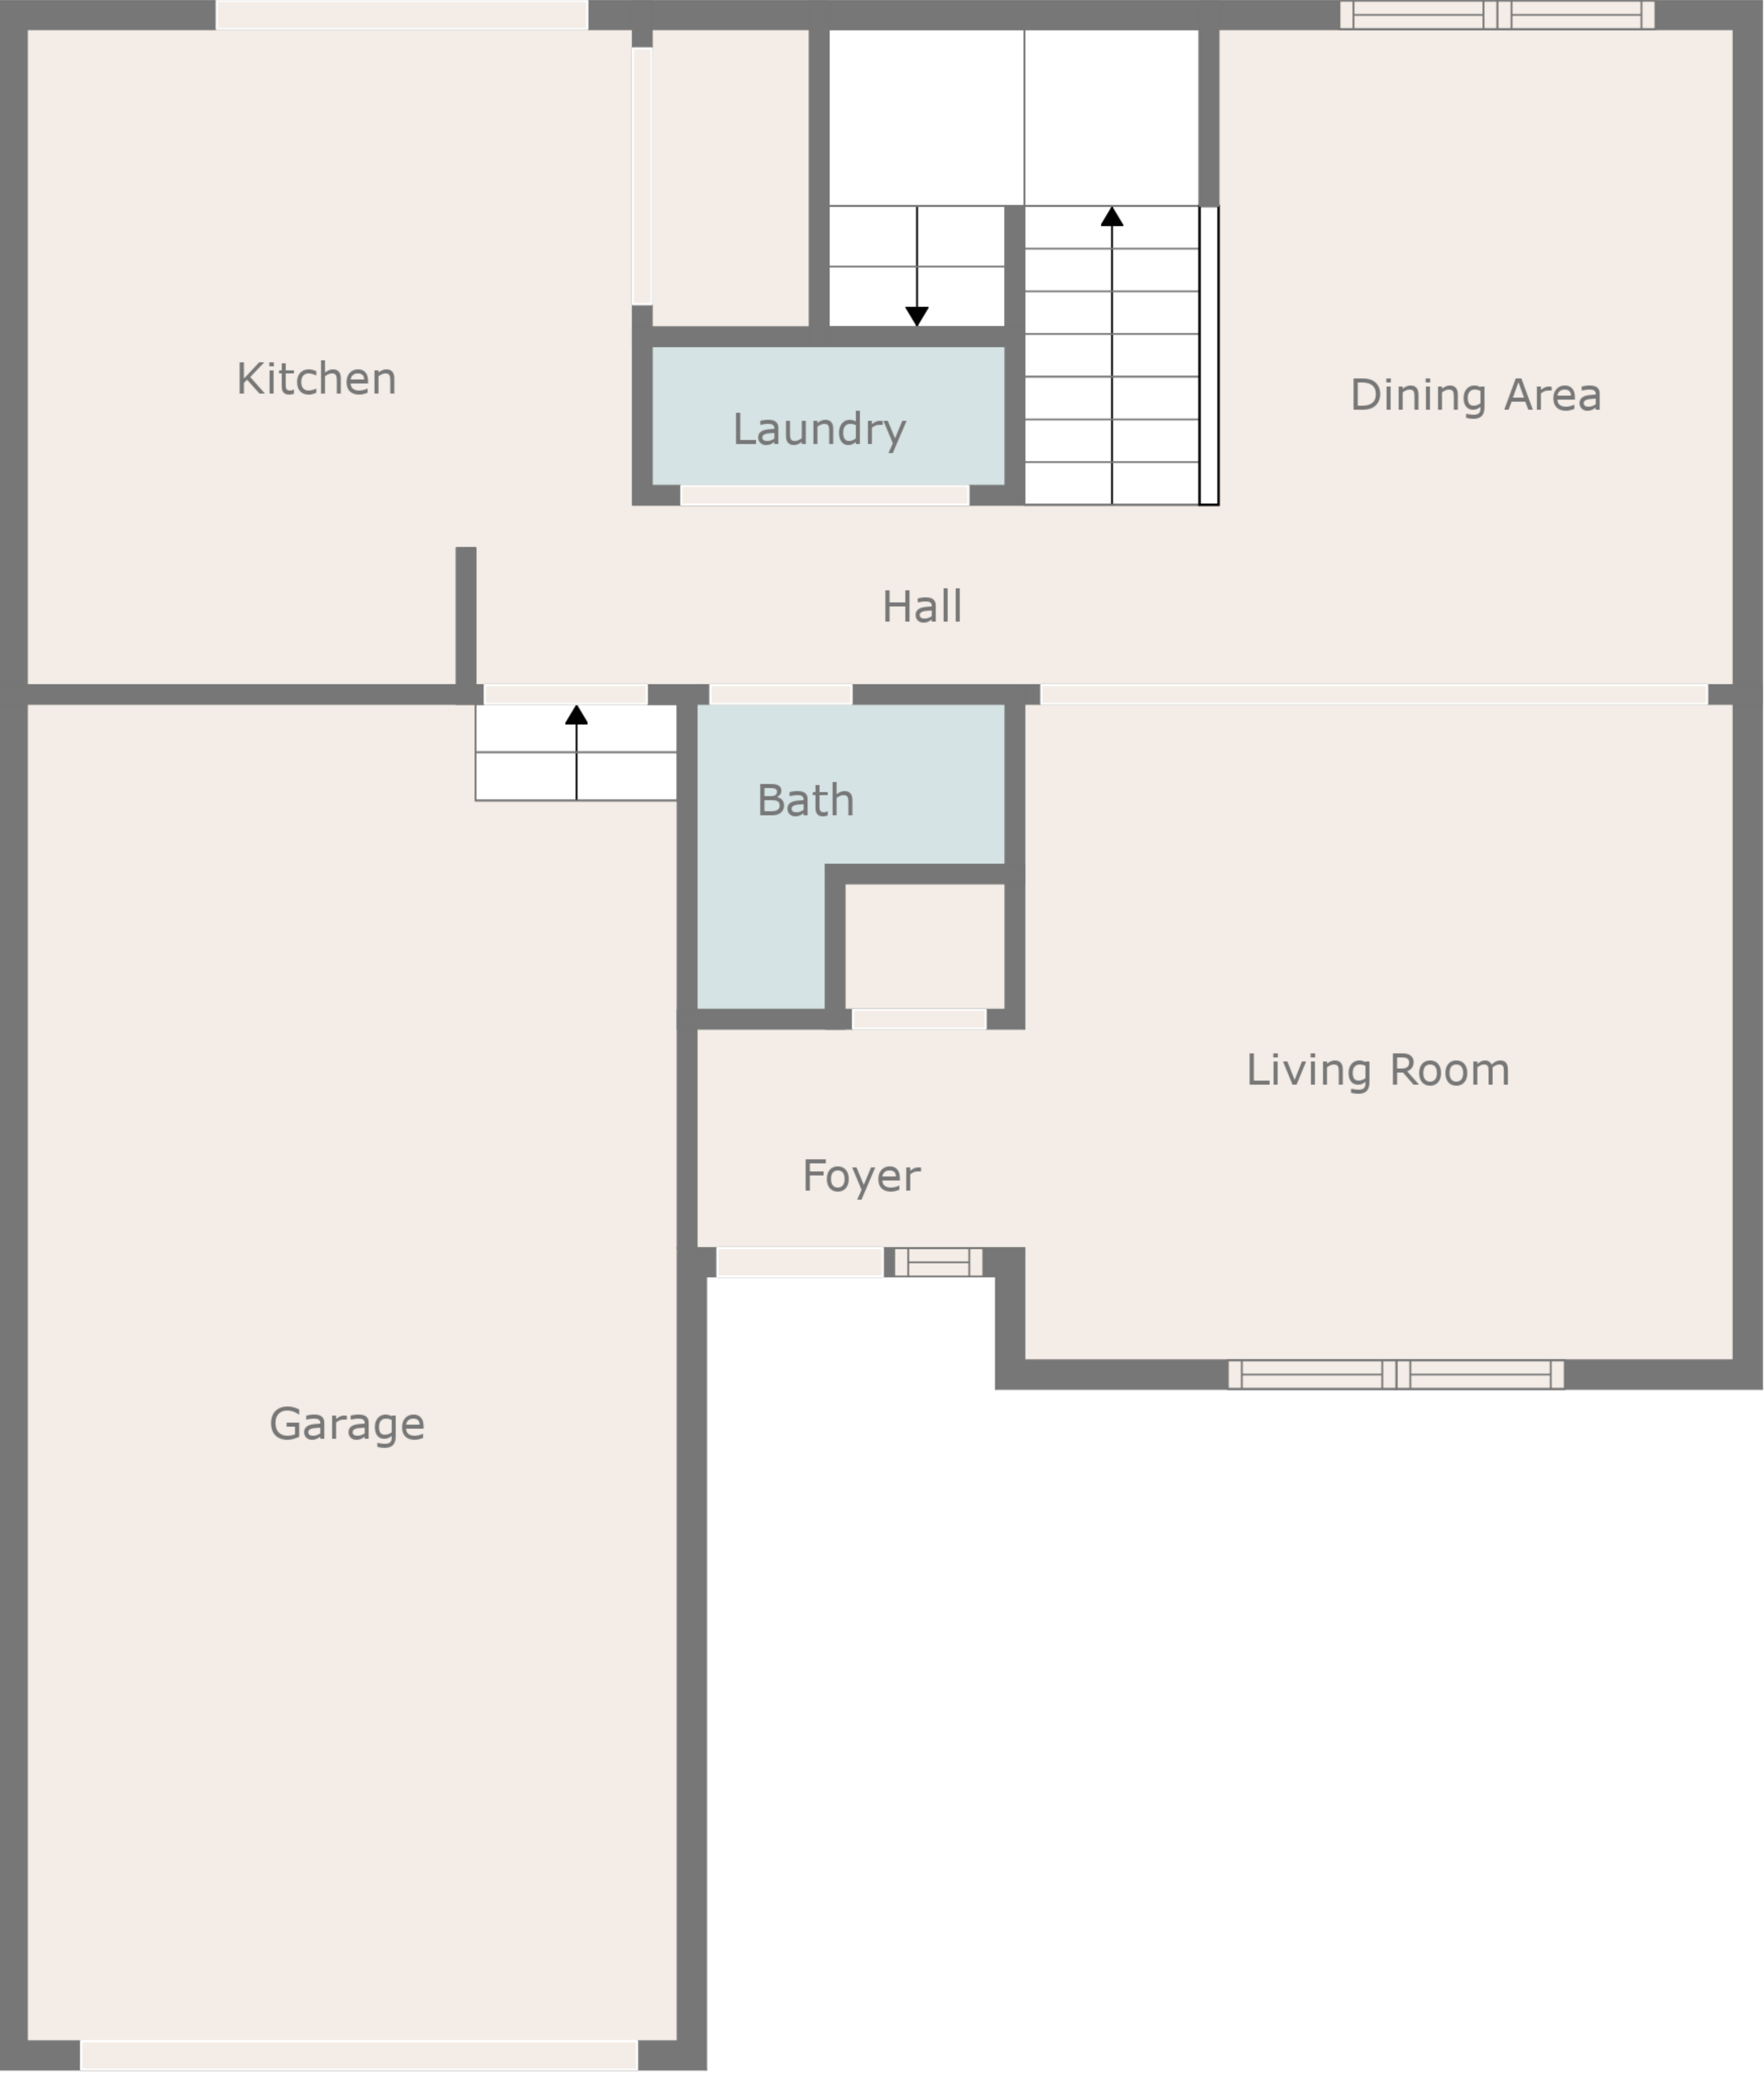 Kitchen
Dining Area
Laundry
Hall
Bath
Living Room
Foyer
Garage